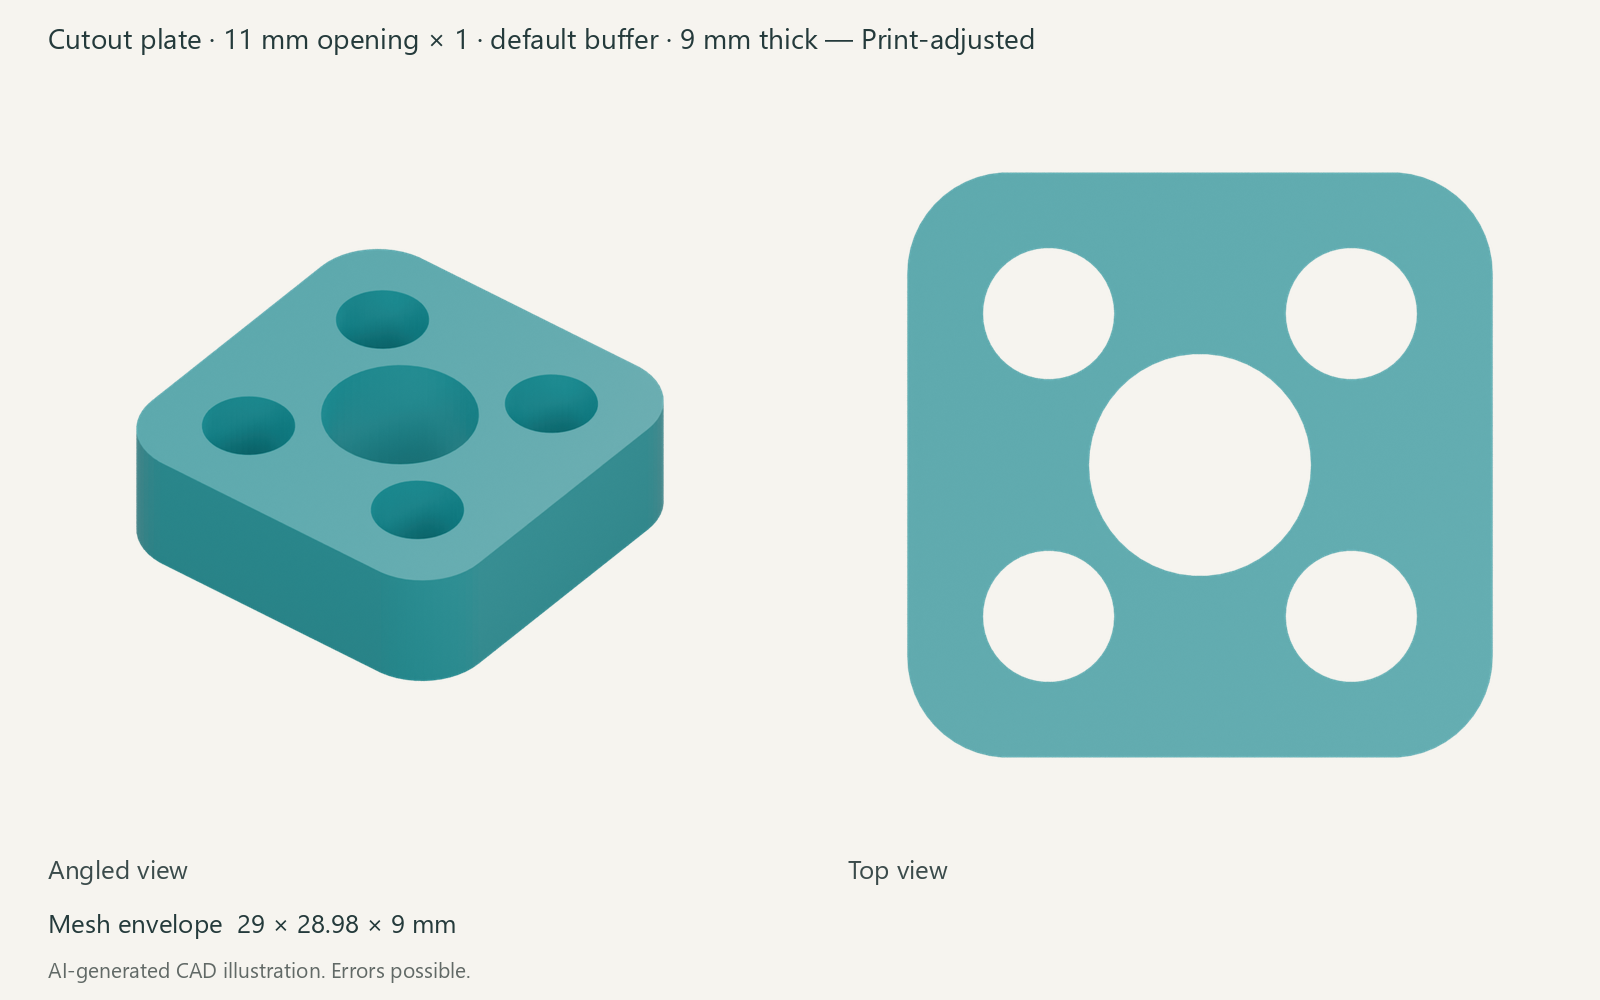 Cutout plate · 11 mm opening × 1 · default buffer · 9 mm thick — Print-adjusted
Angled view
Top view
Mesh envelope 29 × 28.98 × 9 mm
AI-generated CAD illustration. Errors possible.